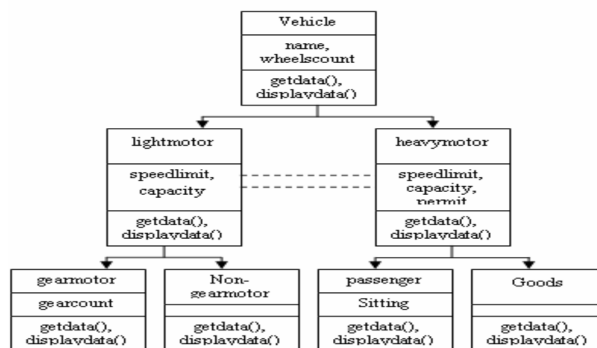 Vehicle
name,
wheelscount
getdata(),
displaydata()
lightmotor
speedlimit,
capacity
getdata(),
displaydata()
heavymotor
speedlimit,
capacity,
permit
getdata(),
displaydata()
gearmotor
gearcount
getdata(),
displaydata()
Non-
gearmotor
getdata(),
displaydata()
passenger
Sitting
getdata(),
displaydata()
Goods
getdata(),
displaydata()